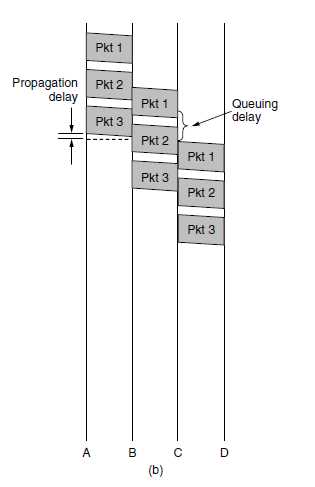 Pkt 1
Propagation
delay
Pkt 2
Pkt 1
Queuing
delay
Pkt 3
Pkt 2
Pkt 1
Pkt 3
Pkt 2
Pkt 3
A B C D
(b)